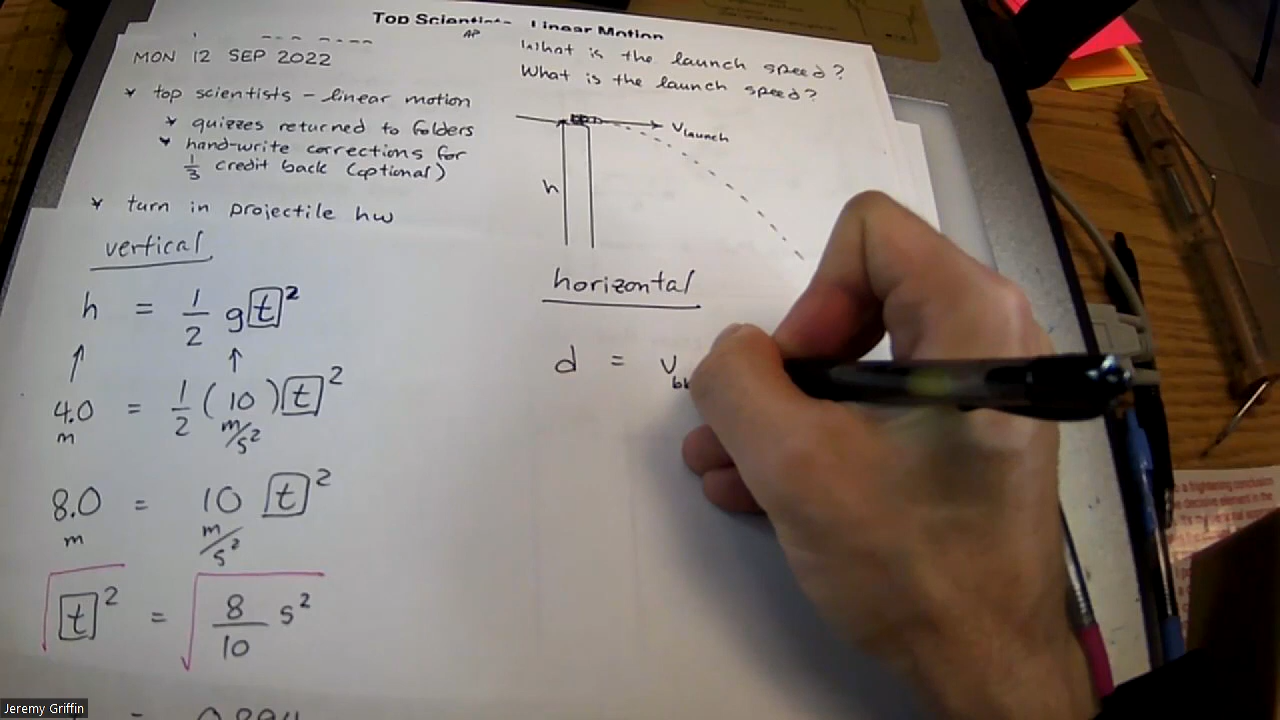 Top Scientists Linear Motion
AP
MON 12 SEP 2022
* top scientists – linear motion
* quizzes returned to folders
* hand-write corrections for
1/3 credit back (optional)
* turn in projectile hw
vertical
h = 1/2 g t ²
↑ ↑
4.0 = 1/2 (10) t ²
m m/s²
8.0 = 10 t ²
m m/s²
√ t ² = √ 8/10 s²
What is the launch speed?
What is the launch speed?
v launch
h
horizontal
d = v
Jeremy Griffin